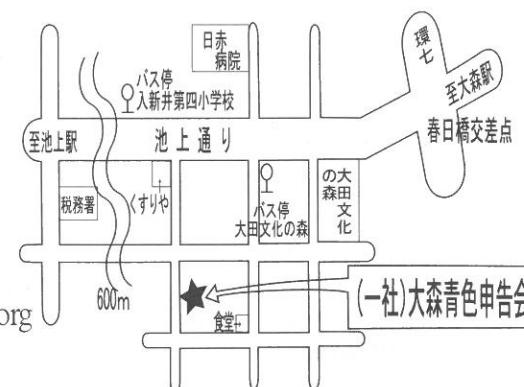 日赤
病院
環七
至大森駅
バス停
入新井第四小学校
春日橋交差点
至池上駅
池上通り
大田文化
の森
税務署
くすりや
バス停
大田文化の森
600m
(一社)大森青色申告会
org
食堂→